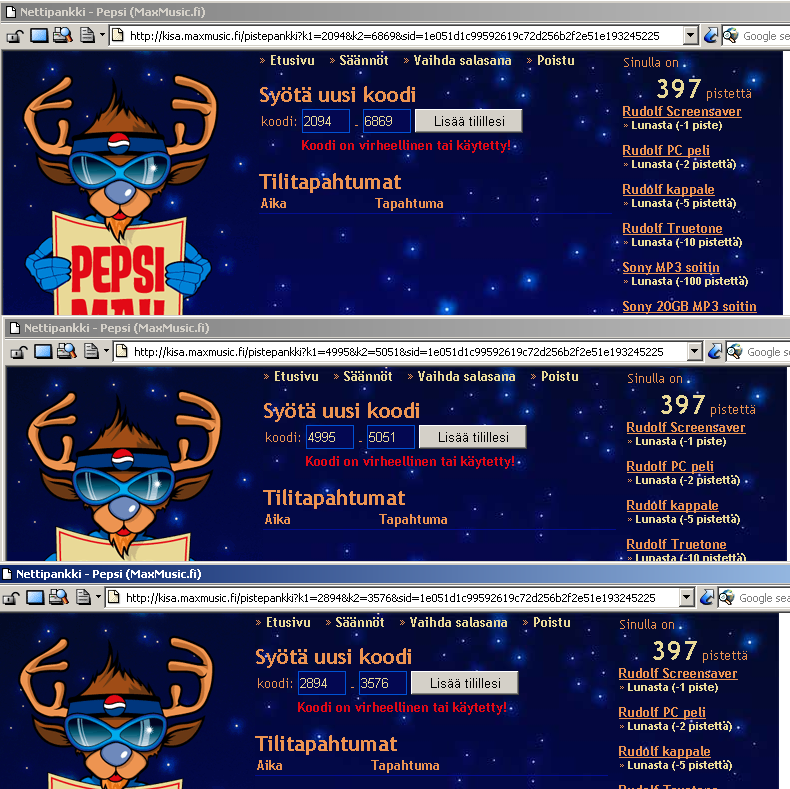 Nettipankki - Pepsi (MaxMusic.fi)
http://kisa.maxmusic.fi/pistepankki?k1=2094&k2=6869&sid=1e051d1c99592619c72d256b2f2e51e193245225
Google se
» Etusivu » Säännöt » Vaihda salasana » Poistu
Sinulla on
397 pistettä
Syötä uusi koodi
koodi: 2094 - 6869 Lisää tilillesi
Koodi on virheellinen tai käytetty!
Tilitapahtumat
Aika Tapahtuma
Rudolf Screensaver
» Lunasta (-1 piste)
Rudolf PC peli
» Lunasta (-2 pistettä)
Rudolf kappale
» Lunasta (-5 pistettä)
Rudolf Truetone
» Lunasta (-10 pistettä)
Sony MP3 soitin
» Lunasta (-100 pistettä)
Sony 20GB MP3 soitin
PEPSI
MAX
Nettipankki - Pepsi (MaxMusic.fi)
http://kisa.maxmusic.fi/pistepankki?k1=4995&k2=5051&sid=1e051d1c99592619c72d256b2f2e51e193245225
Google s
» Etusivu » Säännöt » Vaihda salasana » Poistu
Sinulla on
397 pistettä
Syötä uusi koodi
koodi: 4995 - 5051 Lisää tilillesi
Koodi on virheellinen tai käytetty!
Tilitapahtumat
Aika Tapahtuma
Rudolf Screensaver
» Lunasta (-1 piste)
Rudolf PC peli
» Lunasta (-2 pistettä)
Rudolf kappale
» Lunasta (-5 pistettä)
Rudolf Truetone
» Lunasta (-10 pistettä)
Nettipankki - Pepsi (MaxMusic.fi)
http://kisa.maxmusic.fi/pistepankki?k1=2894&k2=3576&sid=1e051d1c99592619c72d256b2f2e51e193245225
Google sea
» Etusivu » Säännöt » Vaihda salasana » Poistu
Sinulla on
397 pistettä
Syötä uusi koodi
koodi: 2894 - 3576 Lisää tilillesi
Koodi on virheellinen tai käytetty!
Tilitapahtumat
Aika Tapahtuma
Rudolf Screensaver
» Lunasta (-1 piste)
Rudolf PC peli
» Lunasta (-2 pistettä)
Rudolf kappale
» Lunasta (-5 pistettä)